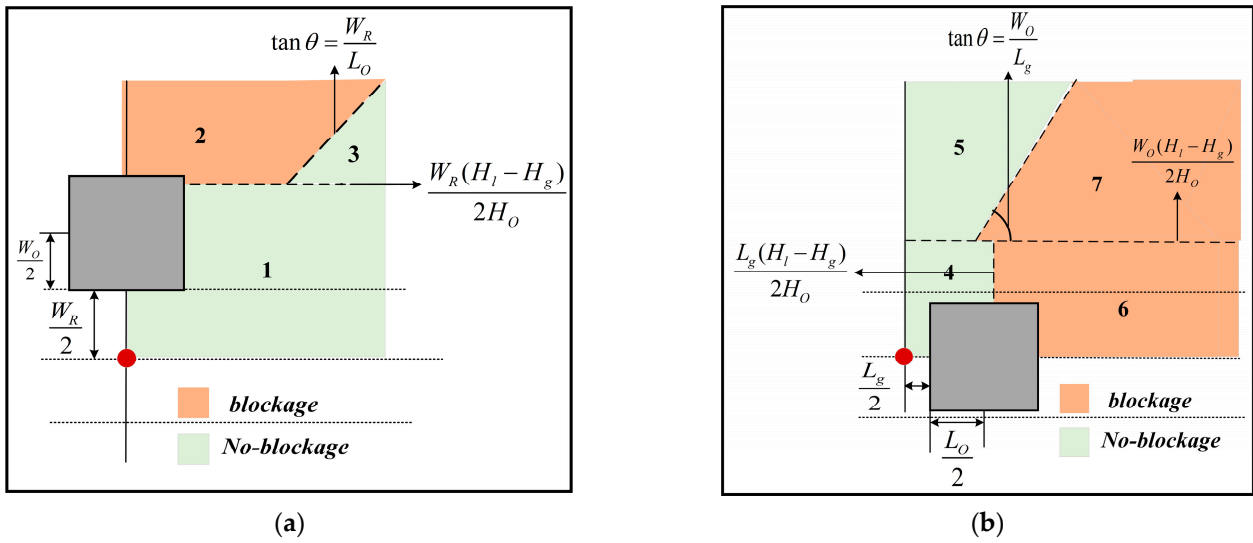 tan θ = W_R / L_O
2
3
W_R(H_l − H_g) / 2H_O
W_O / 2
1
W_R / 2
blockage
No-blockage
(a)
tan θ = W_O / L_g
5
7
W_O(H_l − H_g) / 2H_O
L_g(H_l − H_g) / 2H_O
4
6
L_g / 2
L_O / 2
blockage
No-blockage
(b)